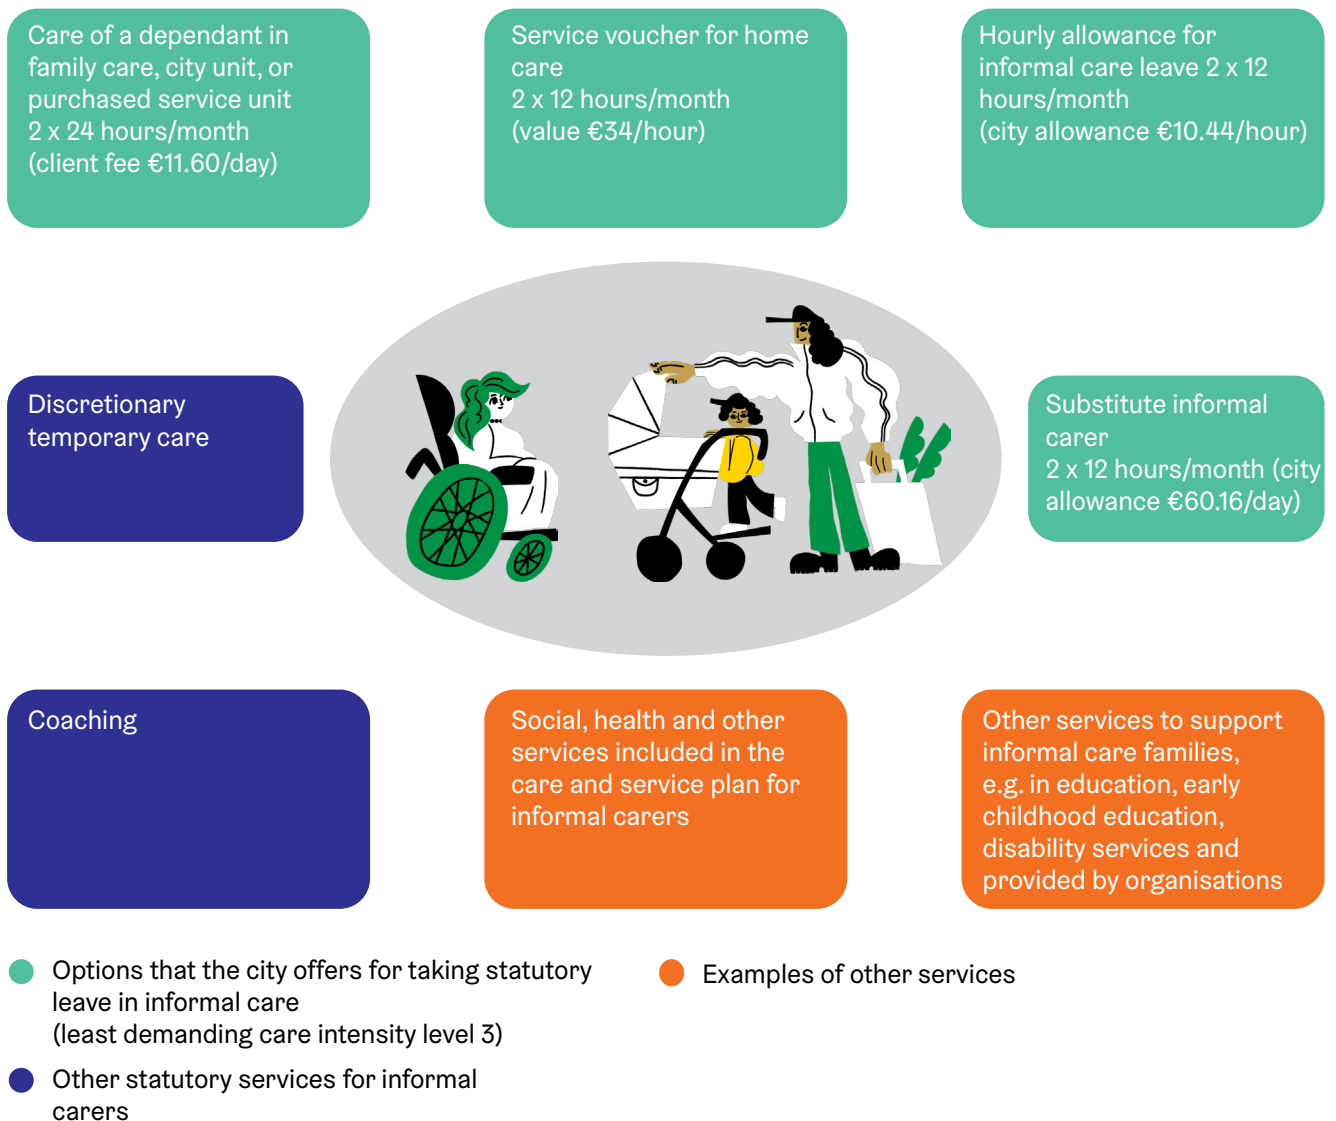 Care of a dependant in
family care, city unit, or
purchased service unit
2 x 24 hours/month
(client fee €11.60/day)
Service voucher for home
care
2 x 12 hours/month
(value €34/hour)
Hourly allowance for
informal care leave 2 x 12
hours/month
(city allowance €10.44/hour)
Discretionary
temporary care
Substitute informal
carer
2 x 12 hours/month (city
allowance €60.16/day)
Coaching
Social, health and other
services included in the
care and service plan for
informal carers
Other services to support
informal care families,
e.g. in education, early
childhood education,
disability services and
provided by organisations
Options that the city offers for taking statutory
leave in informal care
(least demanding care intensity level 3)
Examples of other services
Other statutory services for informal
carers